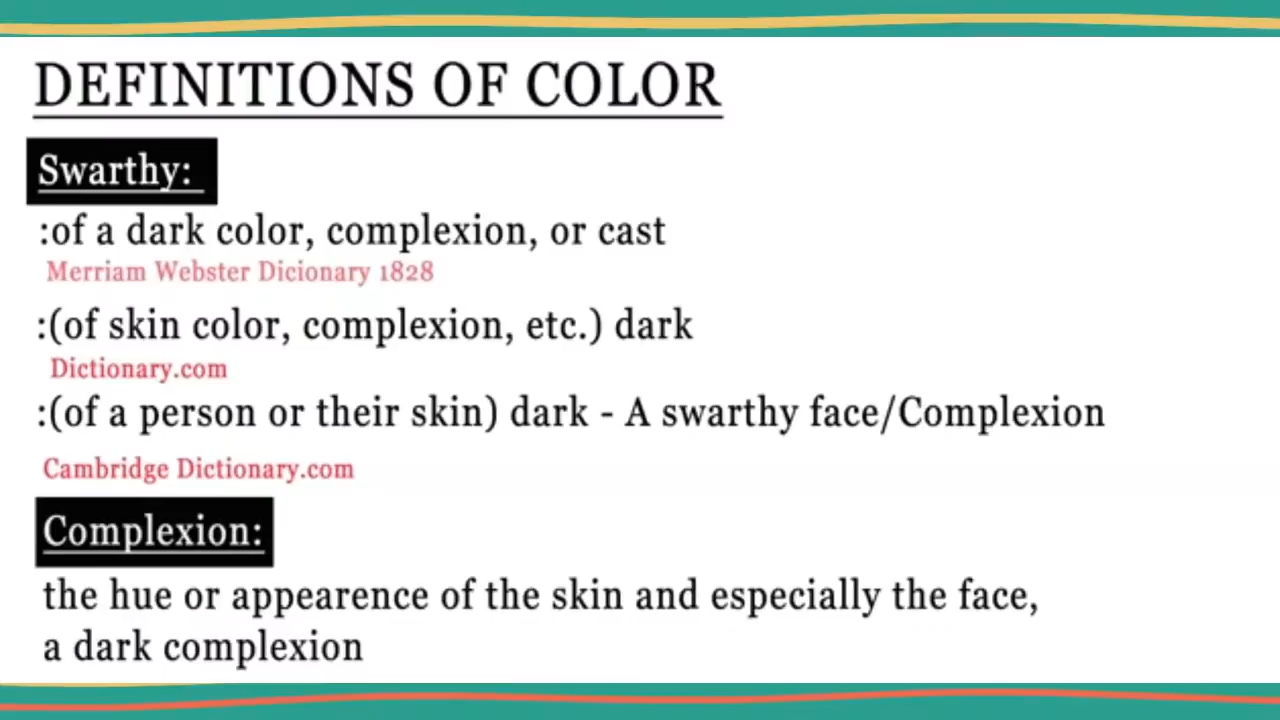 DEFINITIONS OF COLOR
Swarthy:
:of a dark color, complexion, or cast
Merriam Webster Dicionary 1828
:(of skin color, complexion, etc.) dark
Dictionary.com
:(of a person or their skin) dark - A swarthy face/Complexion
Cambridge Dictionary.com
Complexion:
the hue or appearence of the skin and especially the face,
a dark complexion